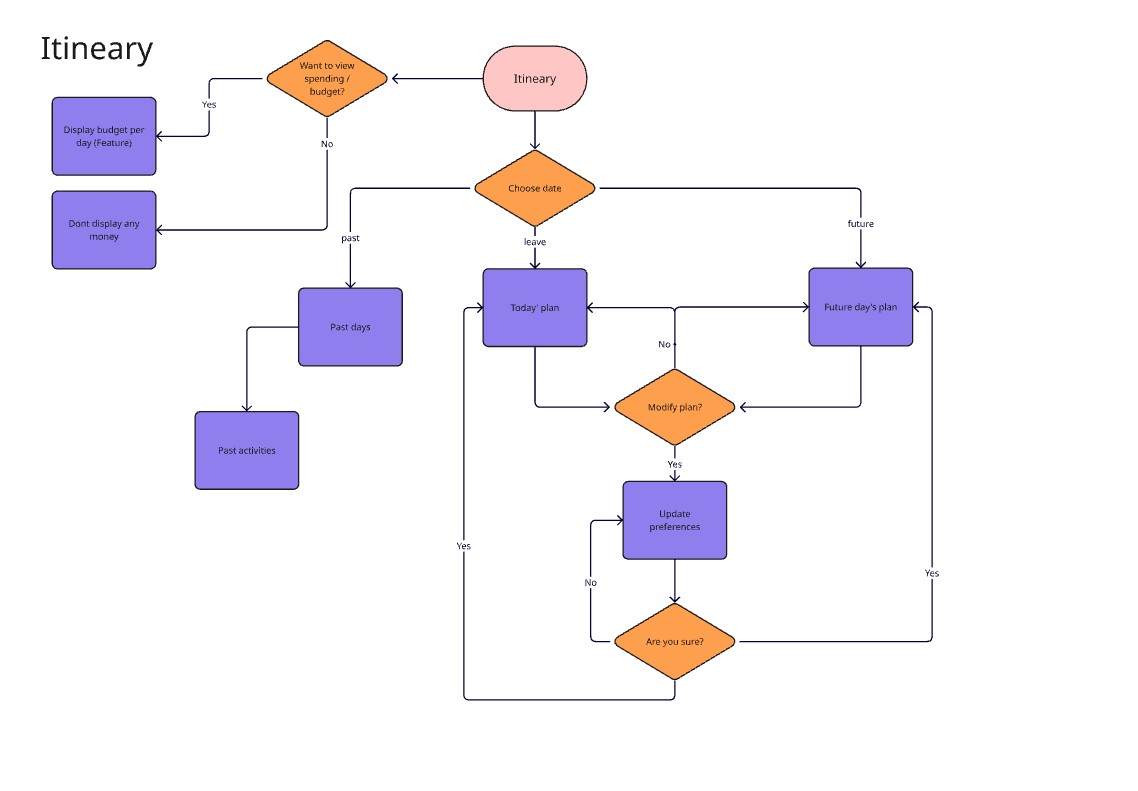 Itineary
Want to view
spending /
budget?
Itineary
Yes
Display budget per
day (Feature)
No
Dont display any
money
Choose date
past
leave
future
Past days
Today' plan
Future day's plan
No
Modify plan?
Past activities
Yes
Update
preferences
Yes
No
Yes
Are you sure?